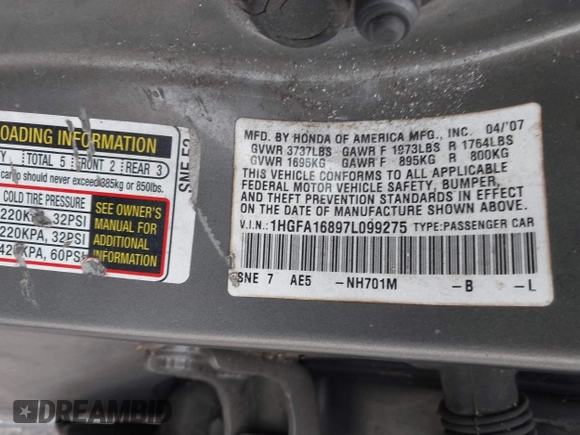 OADING INFORMATION
TY TOTAL 5 FRONT 2 REAR 3
cargo should never exceed 385kg or 850lbs.
COLD TIRE PRESSURE
220KPA, 32PSI
220KPA, 32PSI
420KPA, 60PSI
SEE OWNER'S
MANUAL FOR
ADDITIONAL
INFORMATION
SNE
MFD. BY HONDA OF AMERICA MFG., INC. 04/'07
GVWR 3737LBS GAWR F 1973LBS R 1764LBS
GVWR 1695KG GAWR F 895KG R 800KG
THIS VEHICLE CONFORMS TO ALL APPLICABLE
FEDERAL MOTOR VEHICLE SAFETY, BUMPER,
AND THEFT PREVENTION STANDARDS IN EFFECT
ON THE DATE OF MANUFACTURE SHOWN ABOVE.
V.I.N: 1HGFA16897L099275 TYPE:PASSENGER CAR
SNE 7 AE5 -NH701M -B -L
DREAMBID